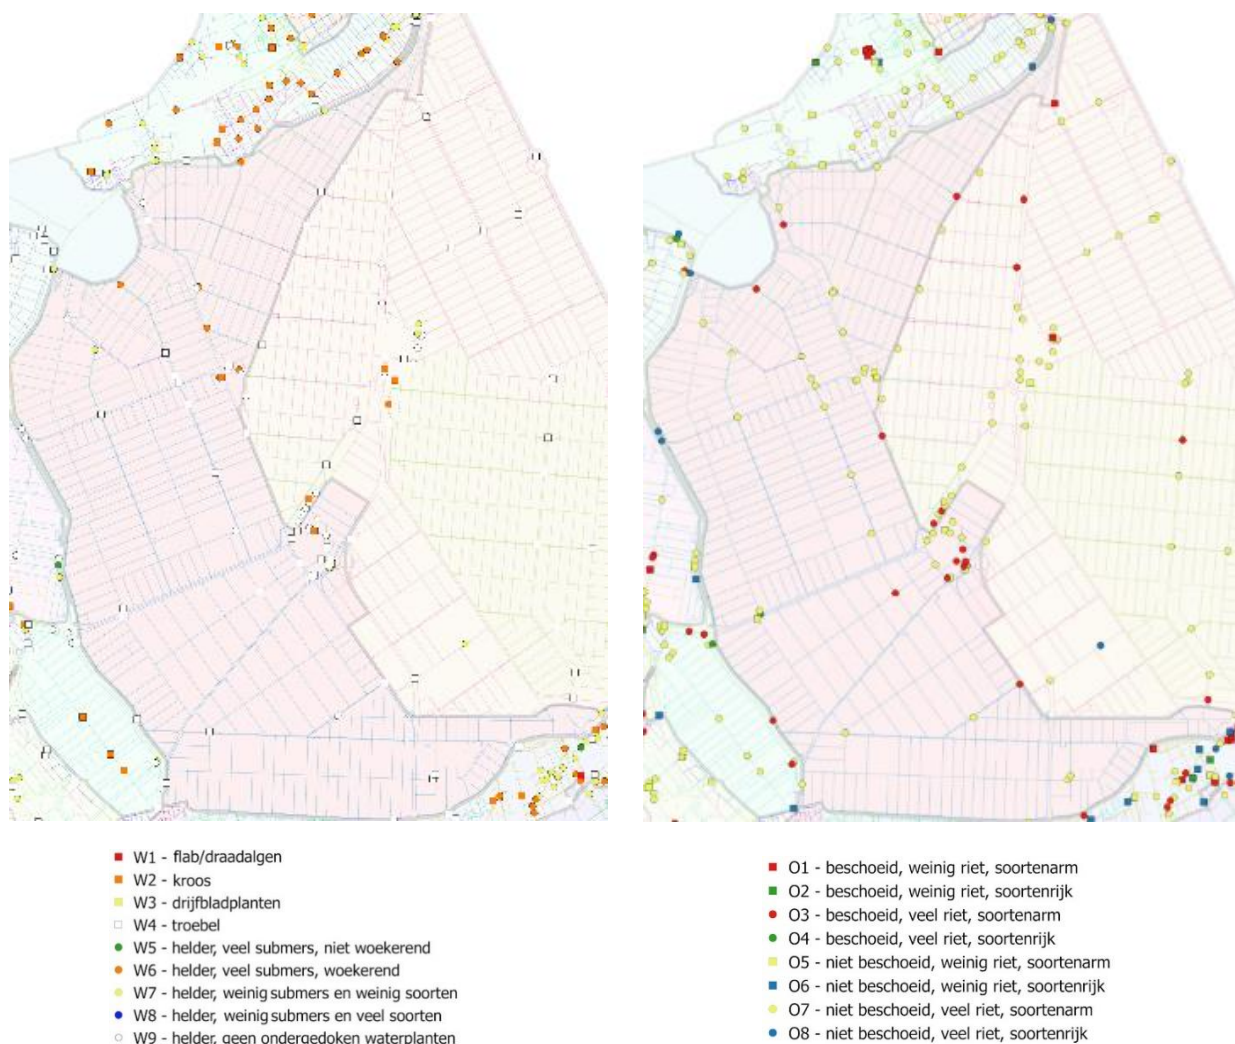 W1 - flab/draadalgen
W2 - kroos
W3 - drijfbladplanten
W4 - troebel
W5 - helder, veel submers, niet woekerend
W6 - helder, veel submers, woekerend
W7 - helder, weinig submers en weinig soorten
W8 - helder, weinig submers en veel soorten
W9 - helder, geen ondergedoken waterplanten
O1 - beschoeid, weinig riet, soortenarm
O2 - beschoeid, weinig riet, soortenrijk
O3 - beschoeid, veel riet, soortenarm
O4 - beschoeid, veel riet, soortenrijk
O5 - niet beschoeid, weinig riet, soortenarm
O6 - niet beschoeid, weinig riet, soortenrijk
O7 - niet beschoeid, veel riet, soortenarm
O8 - niet beschoeid, veel riet, soortenrijk